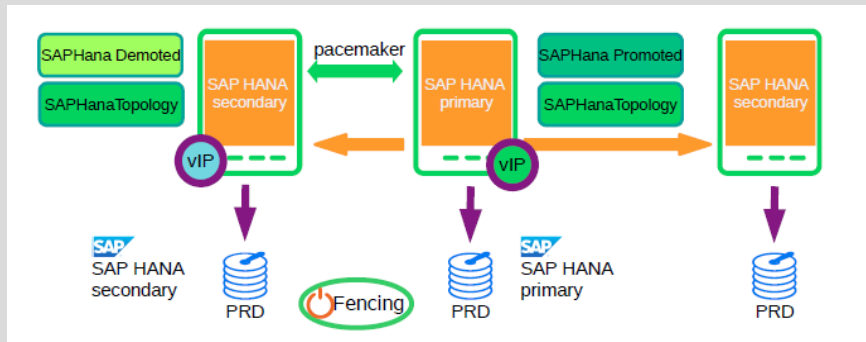 SAPHana Demoted
SAPHanaTopology
SAP HANA
secondary
vIP
pacemaker
SAP HANA
primary
vIP
SAPHana Promoted
SAPHanaTopology
SAP HANA
secondary
SAP
SAP HANA
secondary
PRD
Fencing
PRD
SAP
SAP HANA
primary
PRD